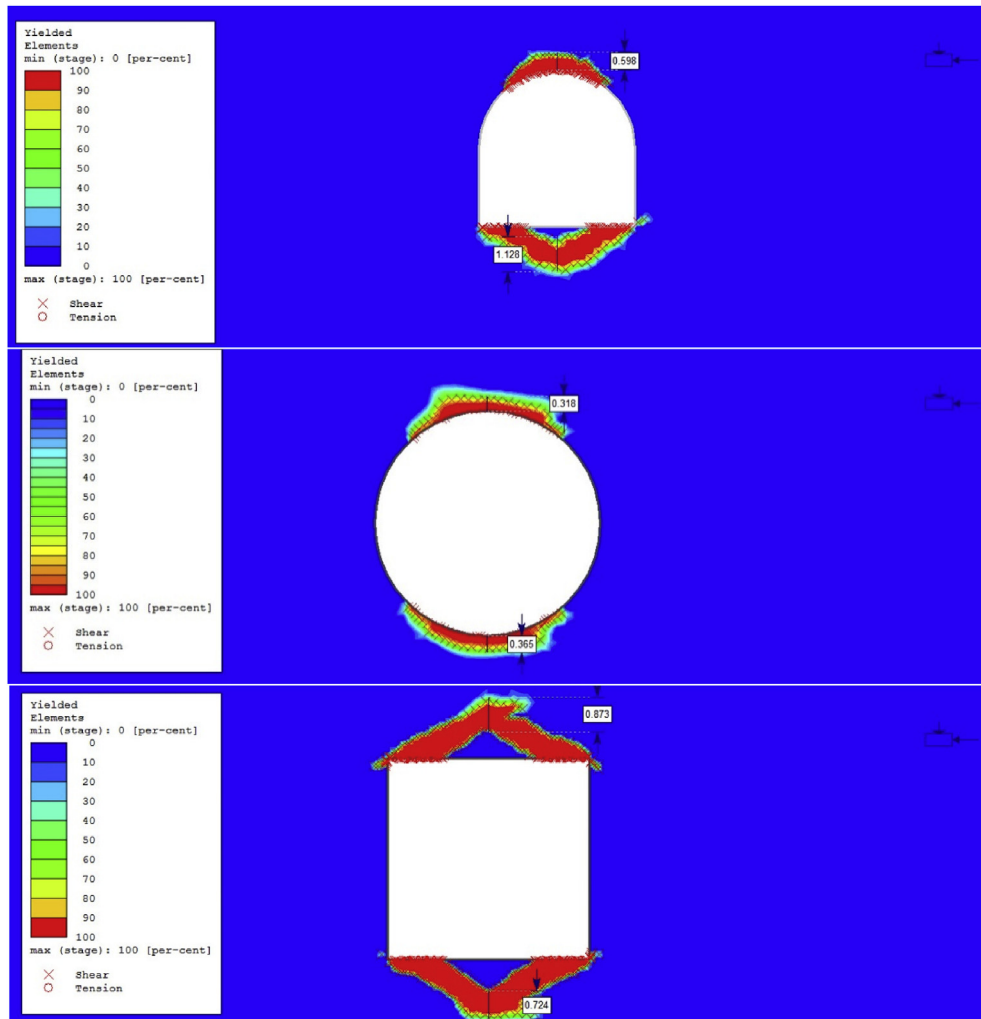 Yielded
Elements
min (stage): 0 [per-cent]
100
90
80
70
60
50
40
30
20
10
0
max (stage): 100 [per-cent]
Shear
Tension
0.598
1.128
Yielded
Elements
min (stage): 0 [per-cent]
0
10
20
30
40
50
60
70
80
90
100
max (stage): 100 [per-cent]
Shear
Tension
0.318
0.365
Yielded
Elements
min (stage): 0 [per-cent]
0
10
20
30
40
50
60
70
80
90
100
max (stage): 100 [per-cent]
Shear
Tension
0.873
0.724